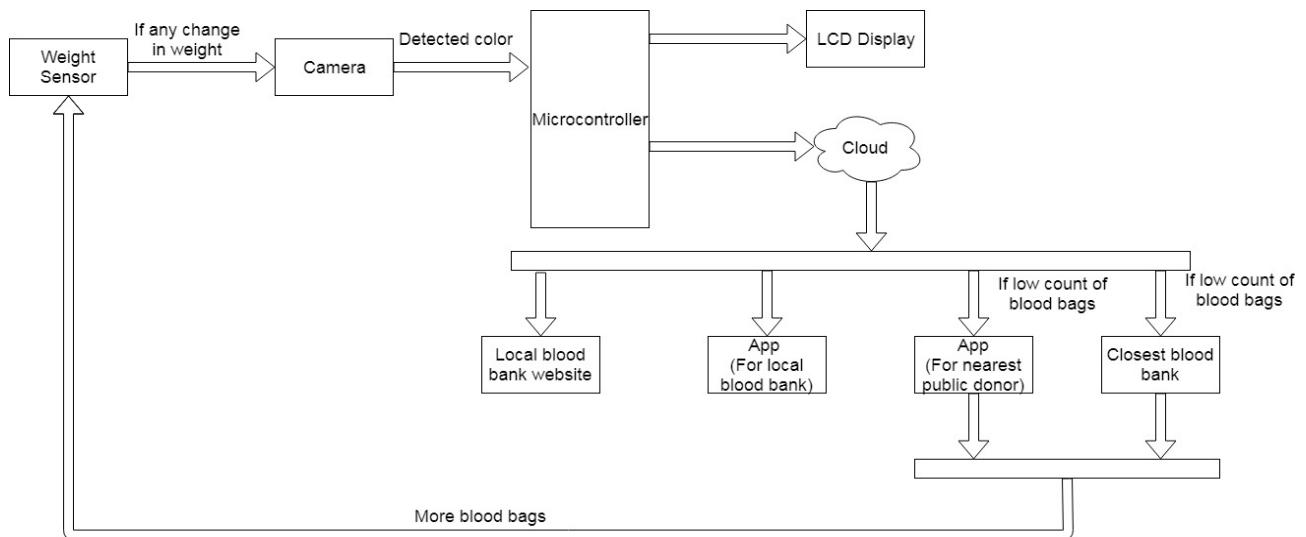 If any change
in weight
Detected color
Weight
Sensor
Camera
Microcontroller
LCD Display
Cloud
If low count of
blood bags
If low count of
blood bags
Local blood
bank website
App
(For local
blood bank)
App
(For nearest
public donor)
Closest blood
bank
More blood bags